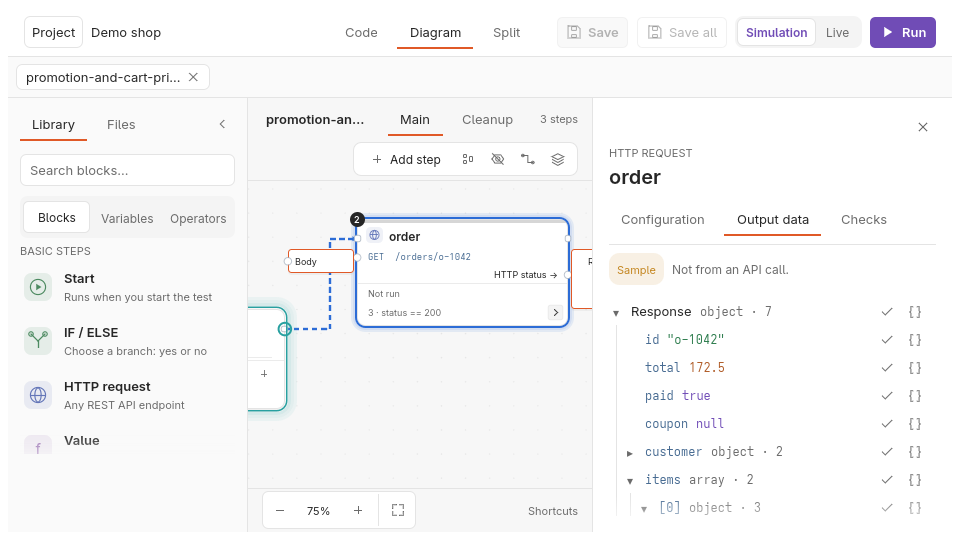 Project Demo shop Code Diagram Split Save Save all Simulation Live Run
promotion-and-cart-pri...
Library Files
Search blocks...
Blocks Variables Operators
BASIC STEPS
Start
Runs when you start the test
IF / ELSE
Choose a branch: yes or no
HTTP request
Any REST API endpoint
Value
promotion-an... Main Cleanup 3 steps
Add step
2
order
GET /orders/o-1042
Body
HTTP status →
Not run
3 · status == 200
75%
Shortcuts
HTTP REQUEST
order
Configuration Output data Checks
Sample Not from an API call.
Response object · 7 {}
id "o-1042" {}
total 172.5 {}
paid true {}
coupon null {}
customer object · 2 {}
items array · 2 {}
[0] object · 3 {}